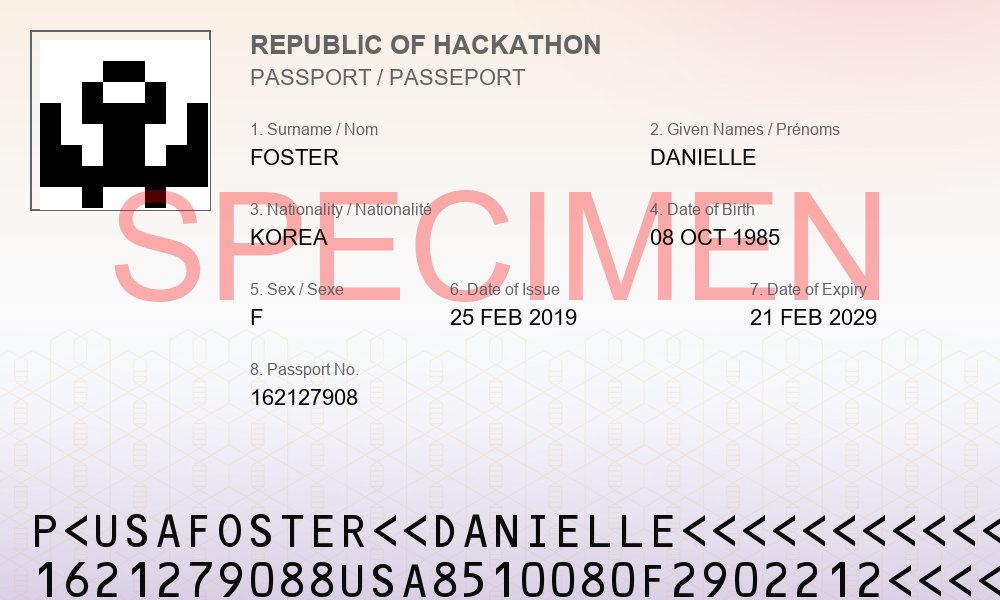 REPUBLIC OF HACKATHON
PASSPORT / PASSEPORT
1. Surname / Nom
FOSTER
2. Given Names / Prénoms
DANIELLE
SPECIMEN
3. Nationality / Nationalité
KOREA
4. Date of Birth
08 OCT 1985
5. Sex / Sexe
F
6. Date of Issue
25 FEB 2019
7. Date of Expiry
21 FEB 2029
8. Passport No.
162127908
P<USAFOSTER<<DANIELLE<<<<<<<<<<<
1621279088USA8510080F2902212<<<<